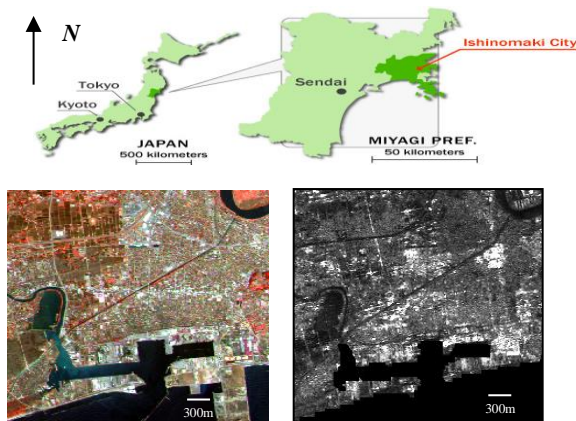 N
Ishinomaki City
Sendai
Tokyo
Kyoto
JAPAN
500 kilometers
MIYAGI PREF.
50 kilometers
300m
300m